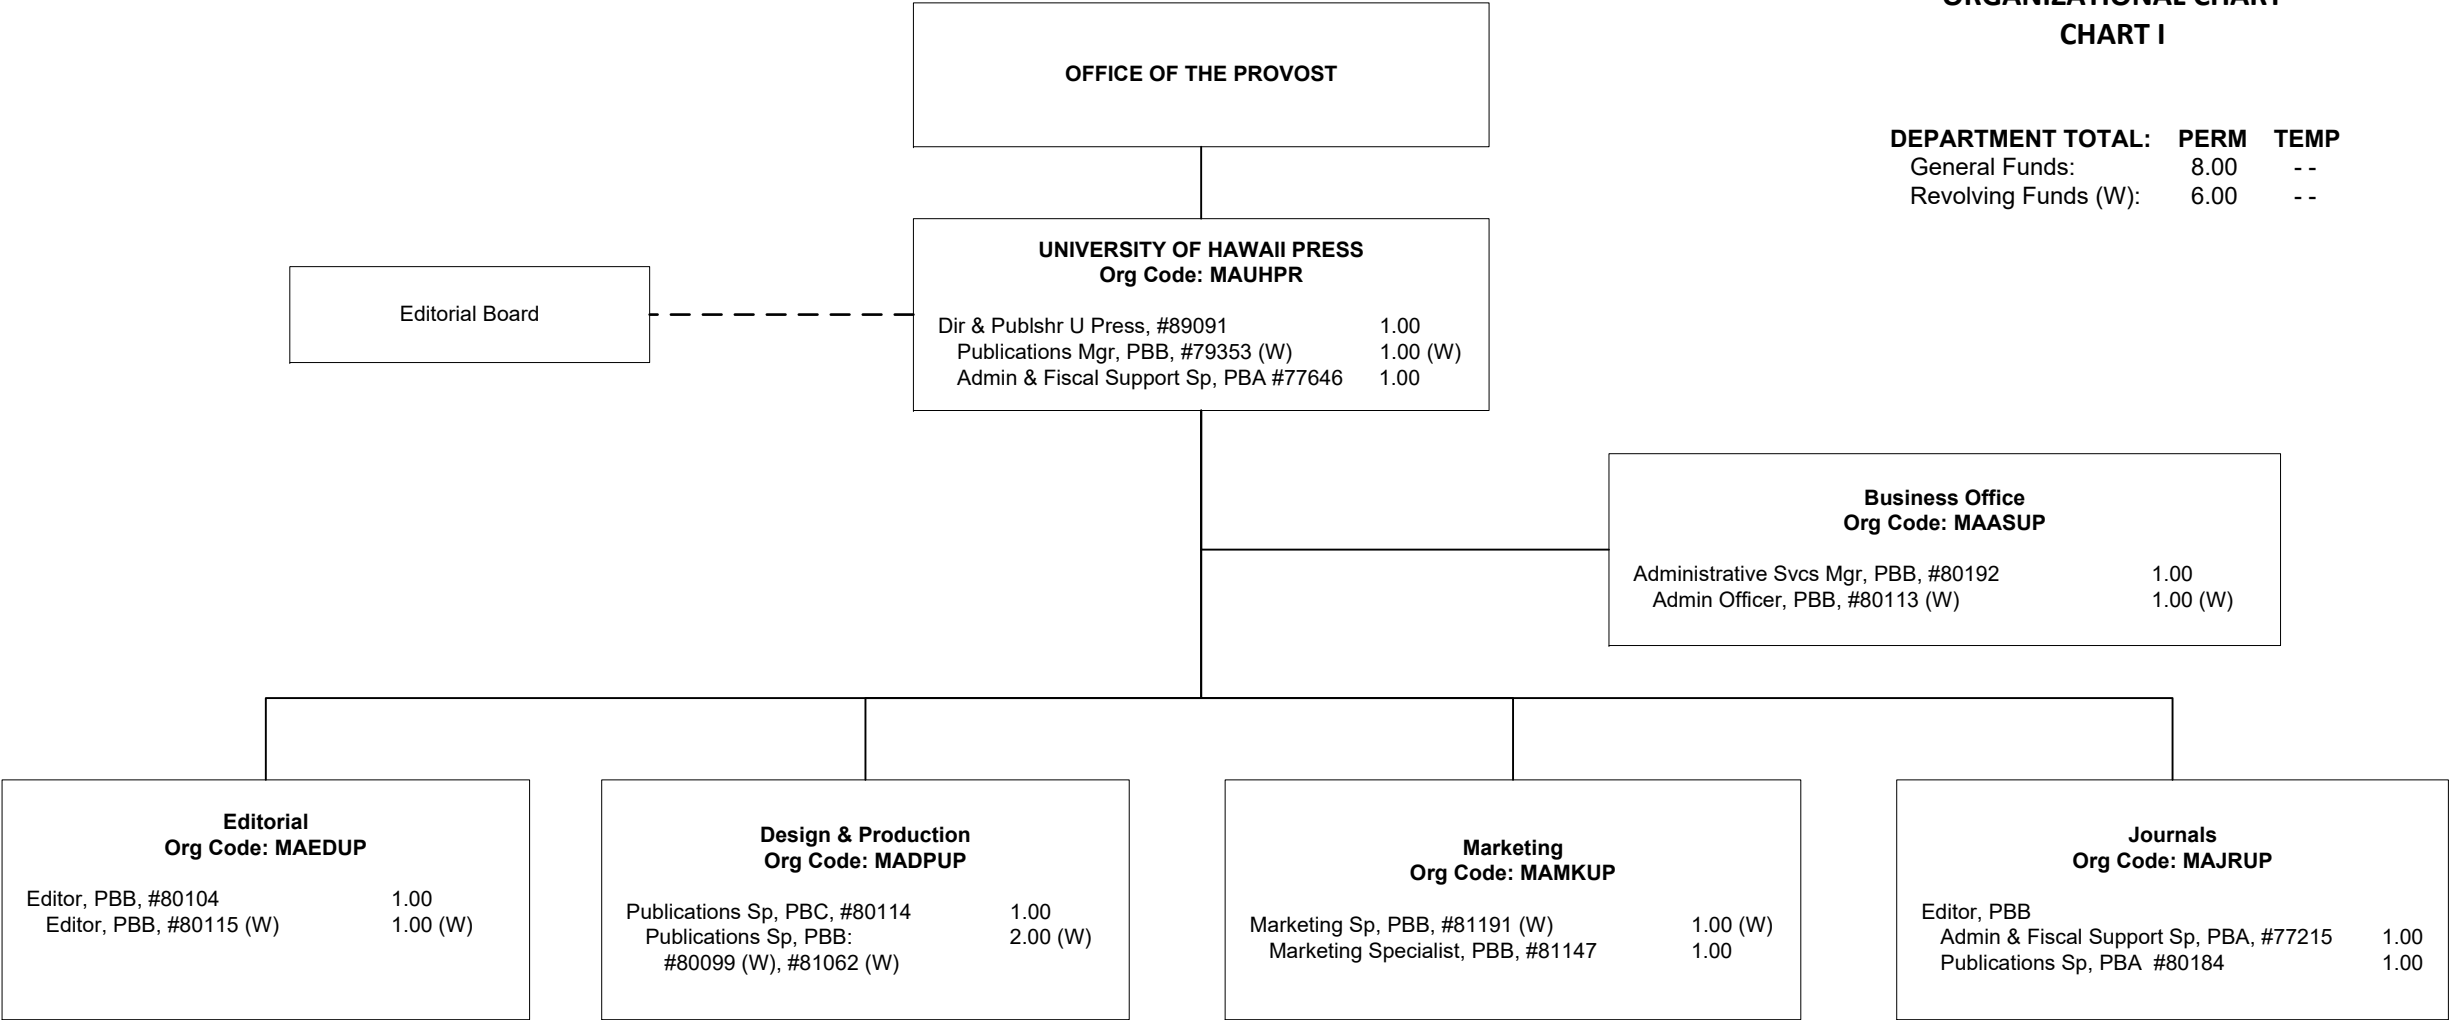 ORGANIZATIONAL CHART
CHART I
OFFICE OF THE PROVOST
DEPARTMENT TOTAL: PERM TEMP
General Funds: 8.00 - -
Revolving Funds (W): 6.00 - -
UNIVERSITY OF HAWAII PRESS
Org Code: MAUHPR
Dir & Publshr U Press, #89091 1.00
Publications Mgr, PBB, #79353 (W) 1.00 (W)
Admin & Fiscal Support Sp, PBA #77646 1.00
Editorial Board
Business Office
Org Code: MAASUP
Administrative Svcs Mgr, PBB, #80192 1.00
Admin Officer, PBB, #80113 (W) 1.00 (W)
Editorial
Org Code: MAEDUP
Editor, PBB, #80104 1.00
Editor, PBB, #80115 (W) 1.00 (W)
Design & Production
Org Code: MADPUP
Publications Sp, PBC, #80114 1.00
Publications Sp, PBB: 2.00 (W)
#80099 (W), #81062 (W)
Marketing
Org Code: MAMKUP
Marketing Sp, PBB, #81191 (W) 1.00 (W)
Marketing Specialist, PBB, #81147 1.00
Journals
Org Code: MAJRUP
Editor, PBB
Admin & Fiscal Support Sp, PBA, #77215 1.00
Publications Sp, PBA #80184 1.00